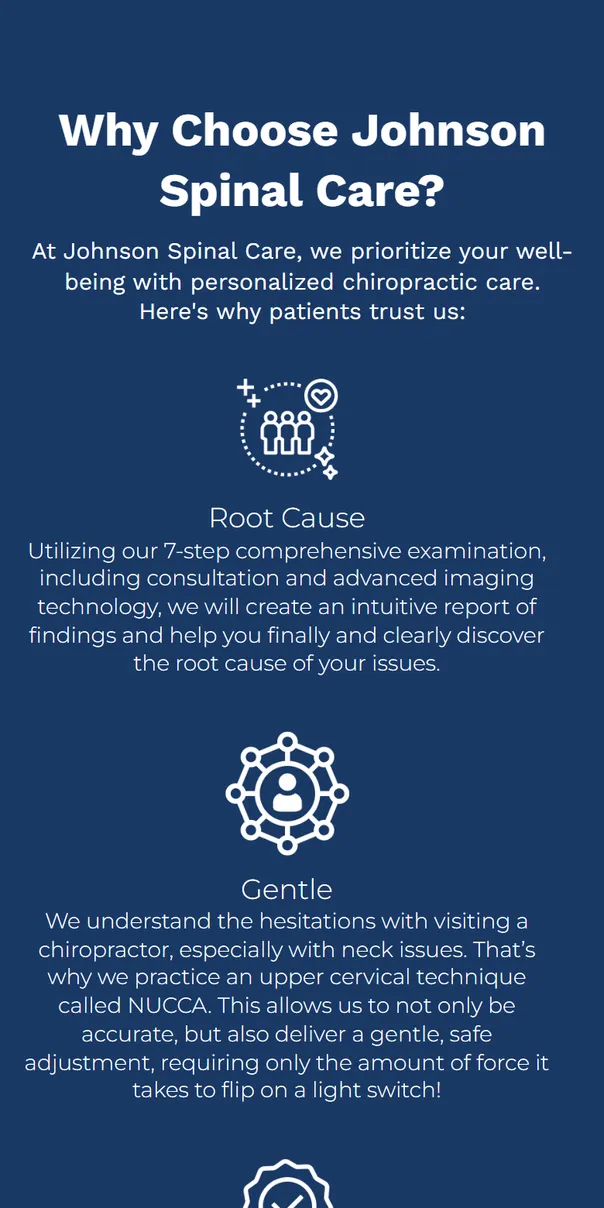 Why Choose Johnson
Spinal Care?
At Johnson Spinal Care, we prioritize your well-
being with personalized chiropractic care.
Here's why patients trust us:
Root Cause
Utilizing our 7-step comprehensive examination,
including consultation and advanced imaging
technology, we will create an intuitive report of
findings and help you finally and clearly discover
the root cause of your issues.
Gentle
We understand the hesitations with visiting a
chiropractor, especially with neck issues. That’s
why we practice an upper cervical technique
called NUCCA. This allows us to not only be
accurate, but also deliver a gentle, safe
adjustment, requiring only the amount of force it
takes to flip on a light switch!